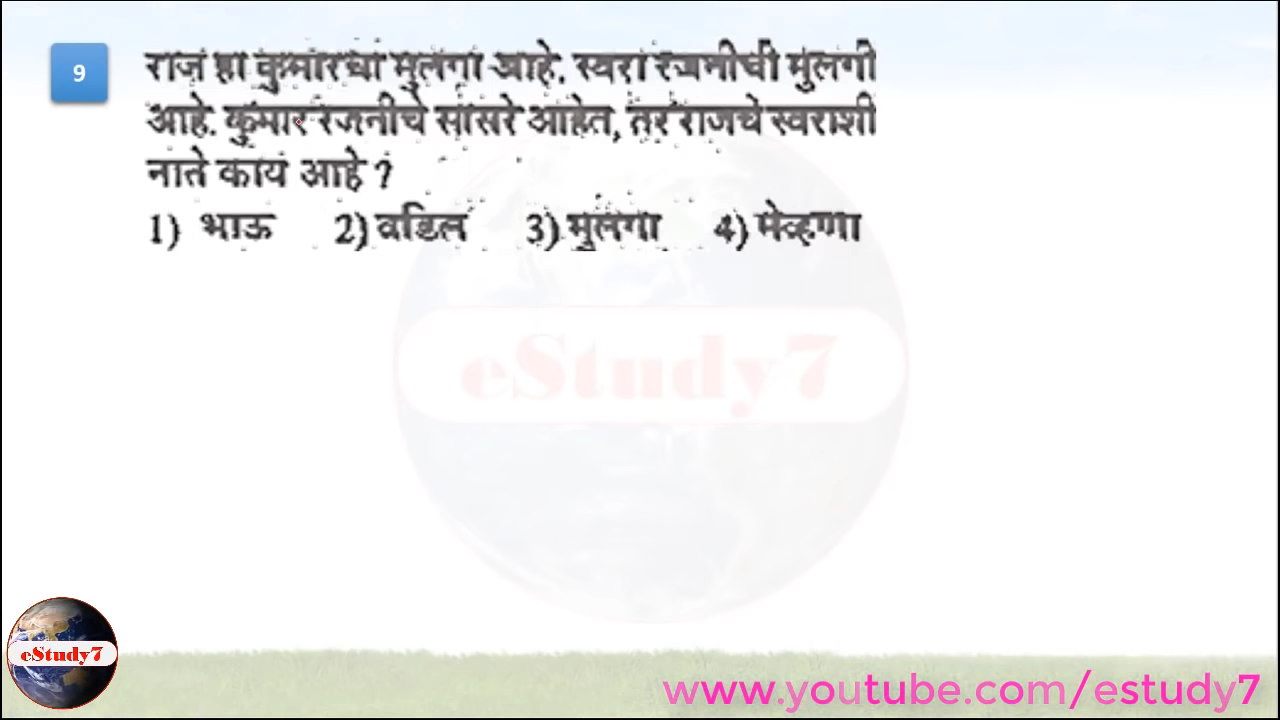 9
राज हा कुमारचा मुलगा आहे. स्वरा रजनीची मुलगी
आहे. कुमार रजनीचे सासरे आहेत, तर राजचे स्वराशी
नाते काय आहे ?
1) भाऊ 2) वडिल 3) मुलगा 4) मेव्हणा
eStudy7
eStudy7
www.youtube.com/estudy7